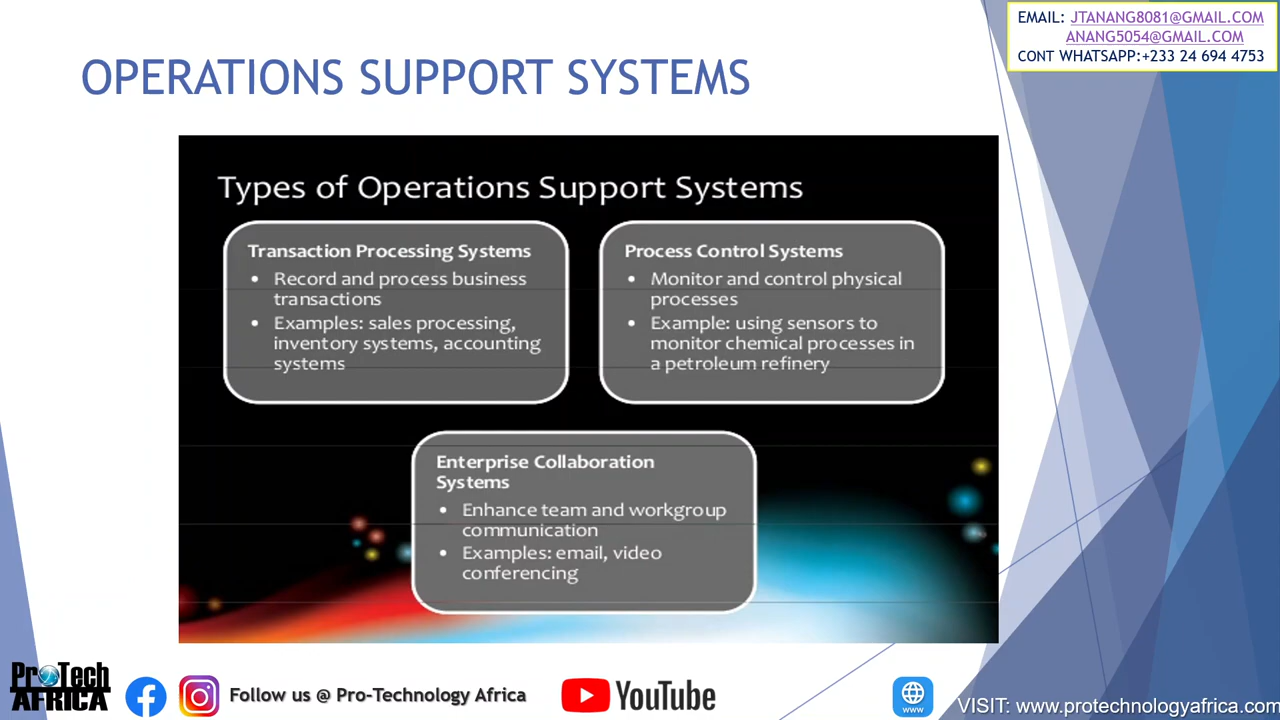 EMAIL: JTANANG8081@GMAIL.COM
ANANG5054@GMAIL.COM
CONT WHATSAPP:+233 24 694 4753
OPERATIONS SUPPORT SYSTEMS
Types of Operations Support Systems
Transaction Processing Systems
• Record and process business
transactions
• Examples: sales processing,
inventory systems, accounting
systems
Process Control Systems
• Monitor and control physical
processes
• Example: using sensors to
monitor chemical processes in
a petroleum refinery
Enterprise Collaboration
Systems
• Enhance team and workgroup
communication
• Examples: email, video
conferencing
ProTech
AFRICA
Follow us @ Pro-Technology Africa
YouTube
www
VISIT: www.protechnologyafrica.com